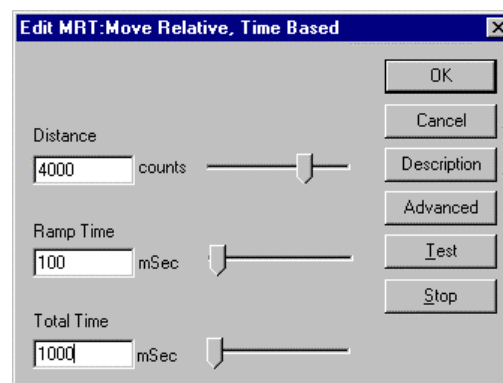 Edit MRT:Move Relative, Time Based
OK
Cancel
Distance
4000 counts
Description
Advanced
Ramp Time
100 mSec
Test
Stop
Total Time
1000 mSec